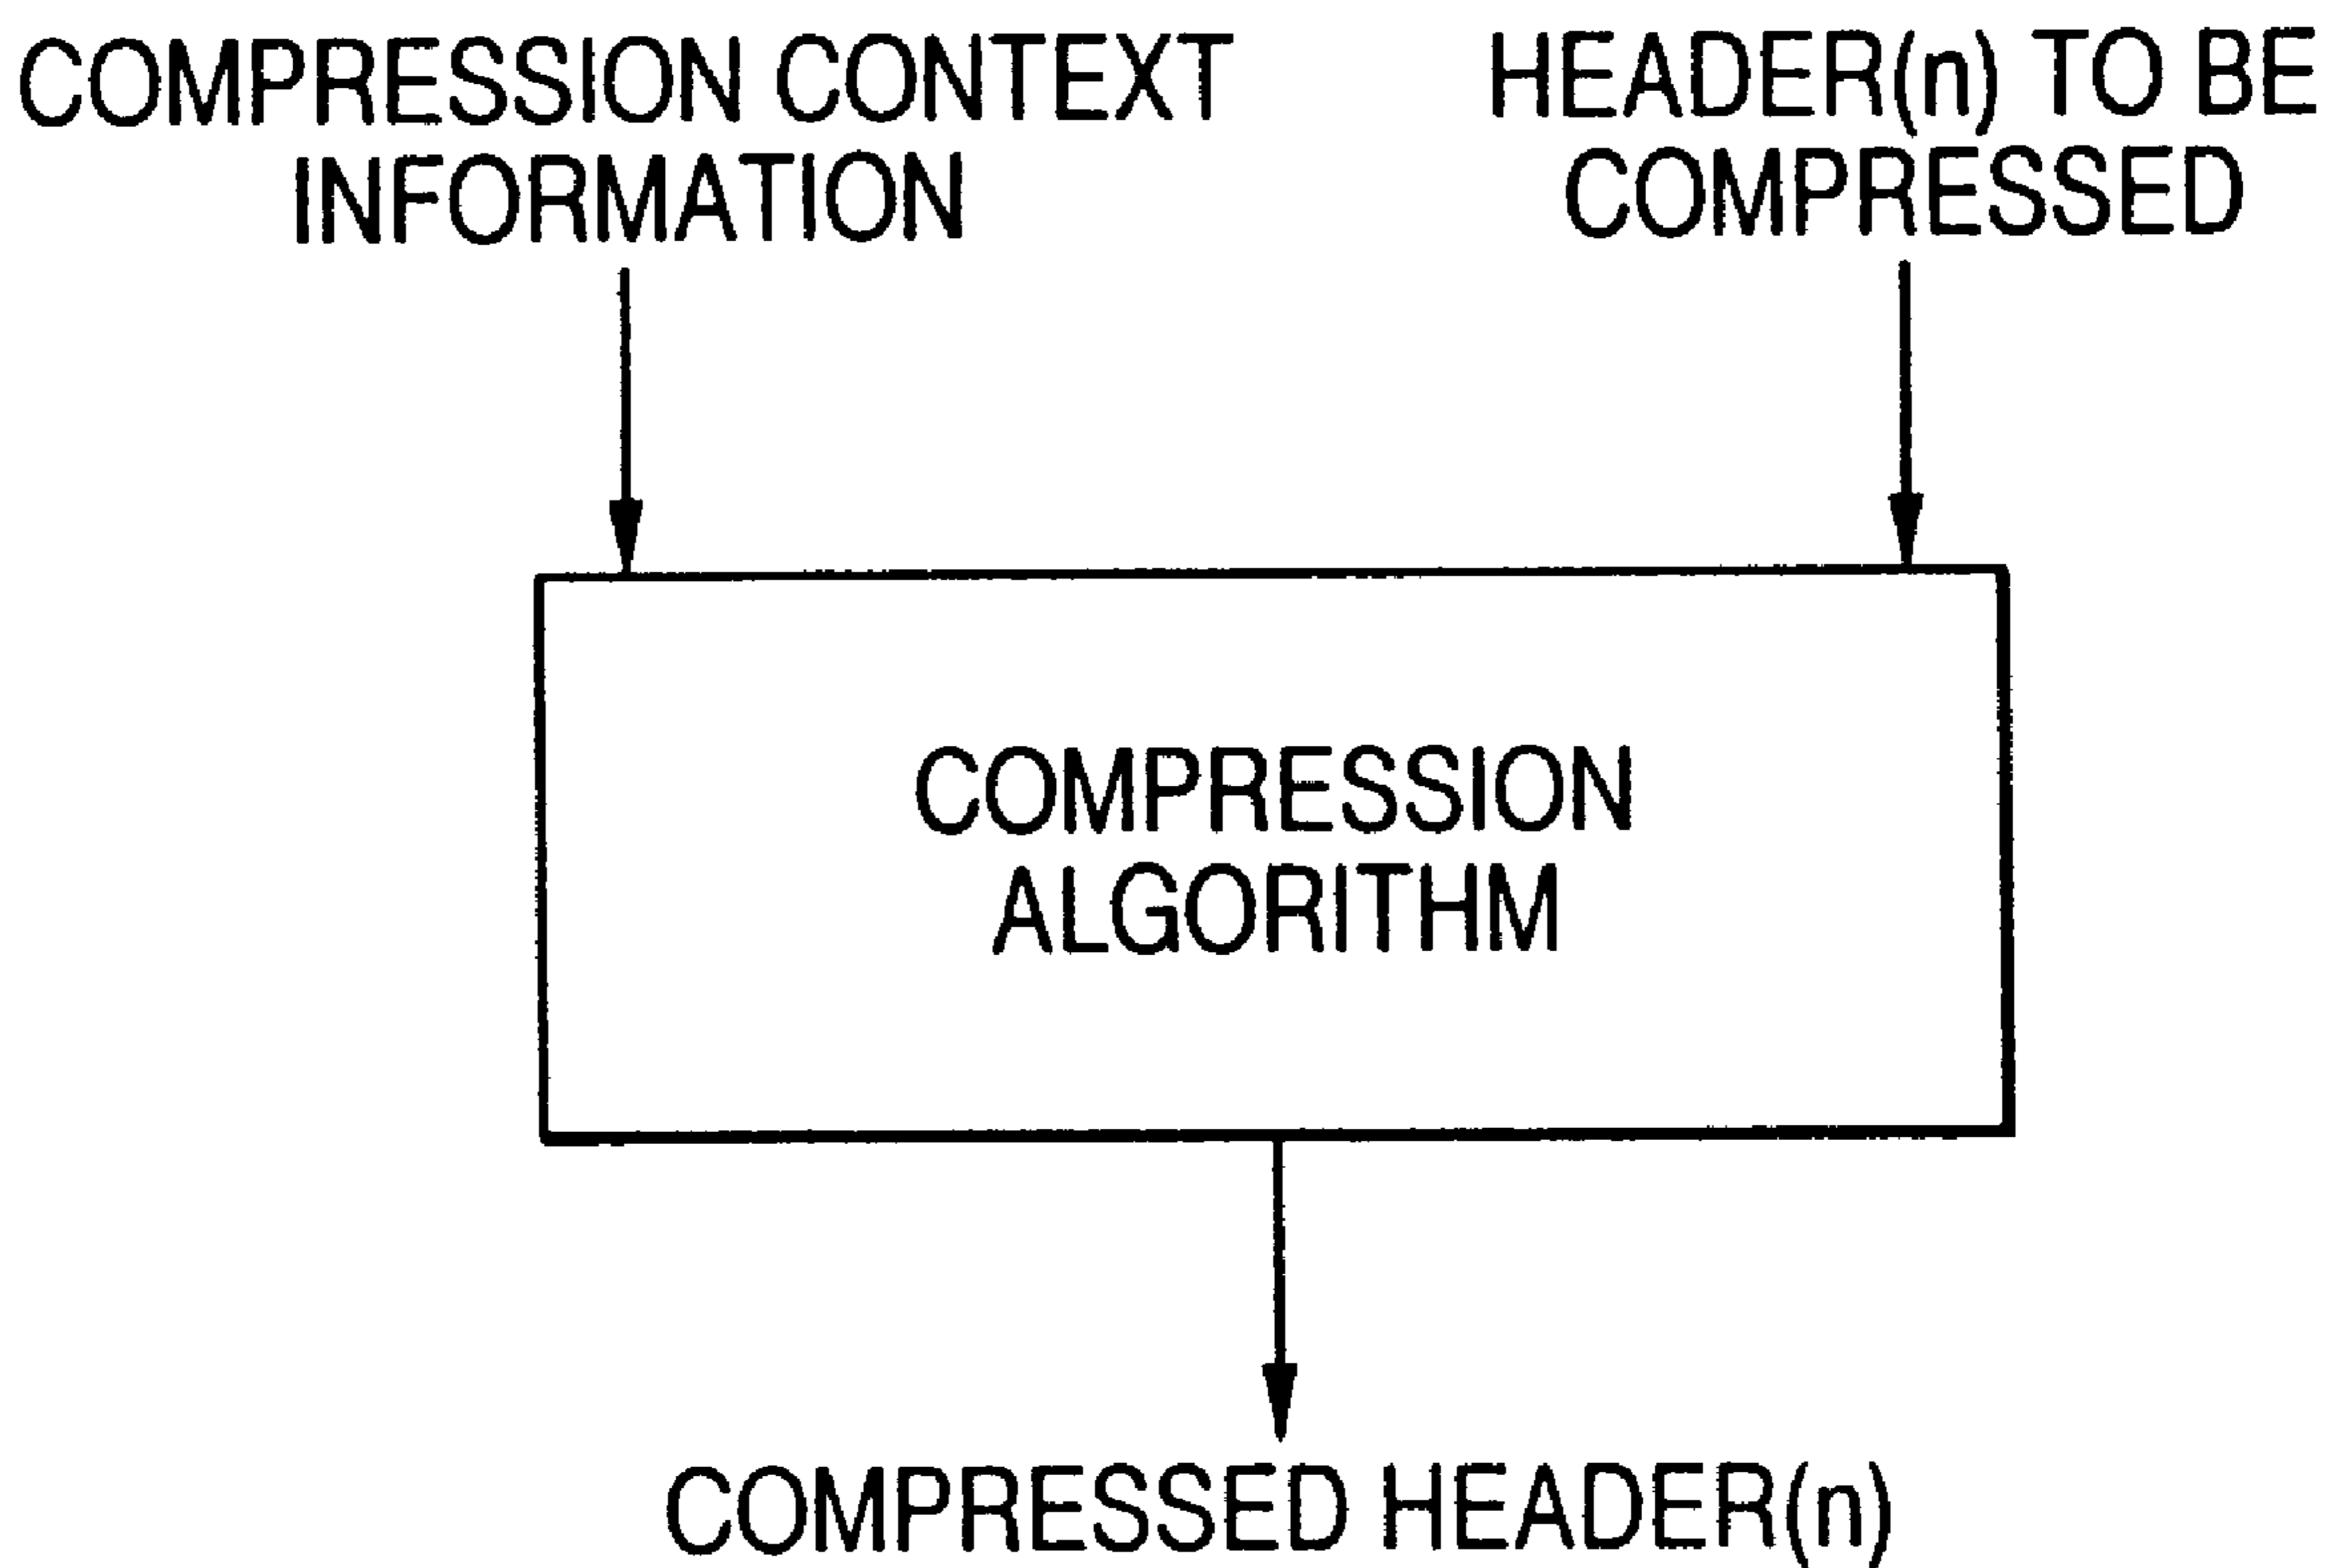 COMPRESSION CONTEXT
INFORMATION
HEADER(n) TO BE
COMPRESSED
COMPRESSION
ALGORITHM
COMPRESSED HEADER(n)